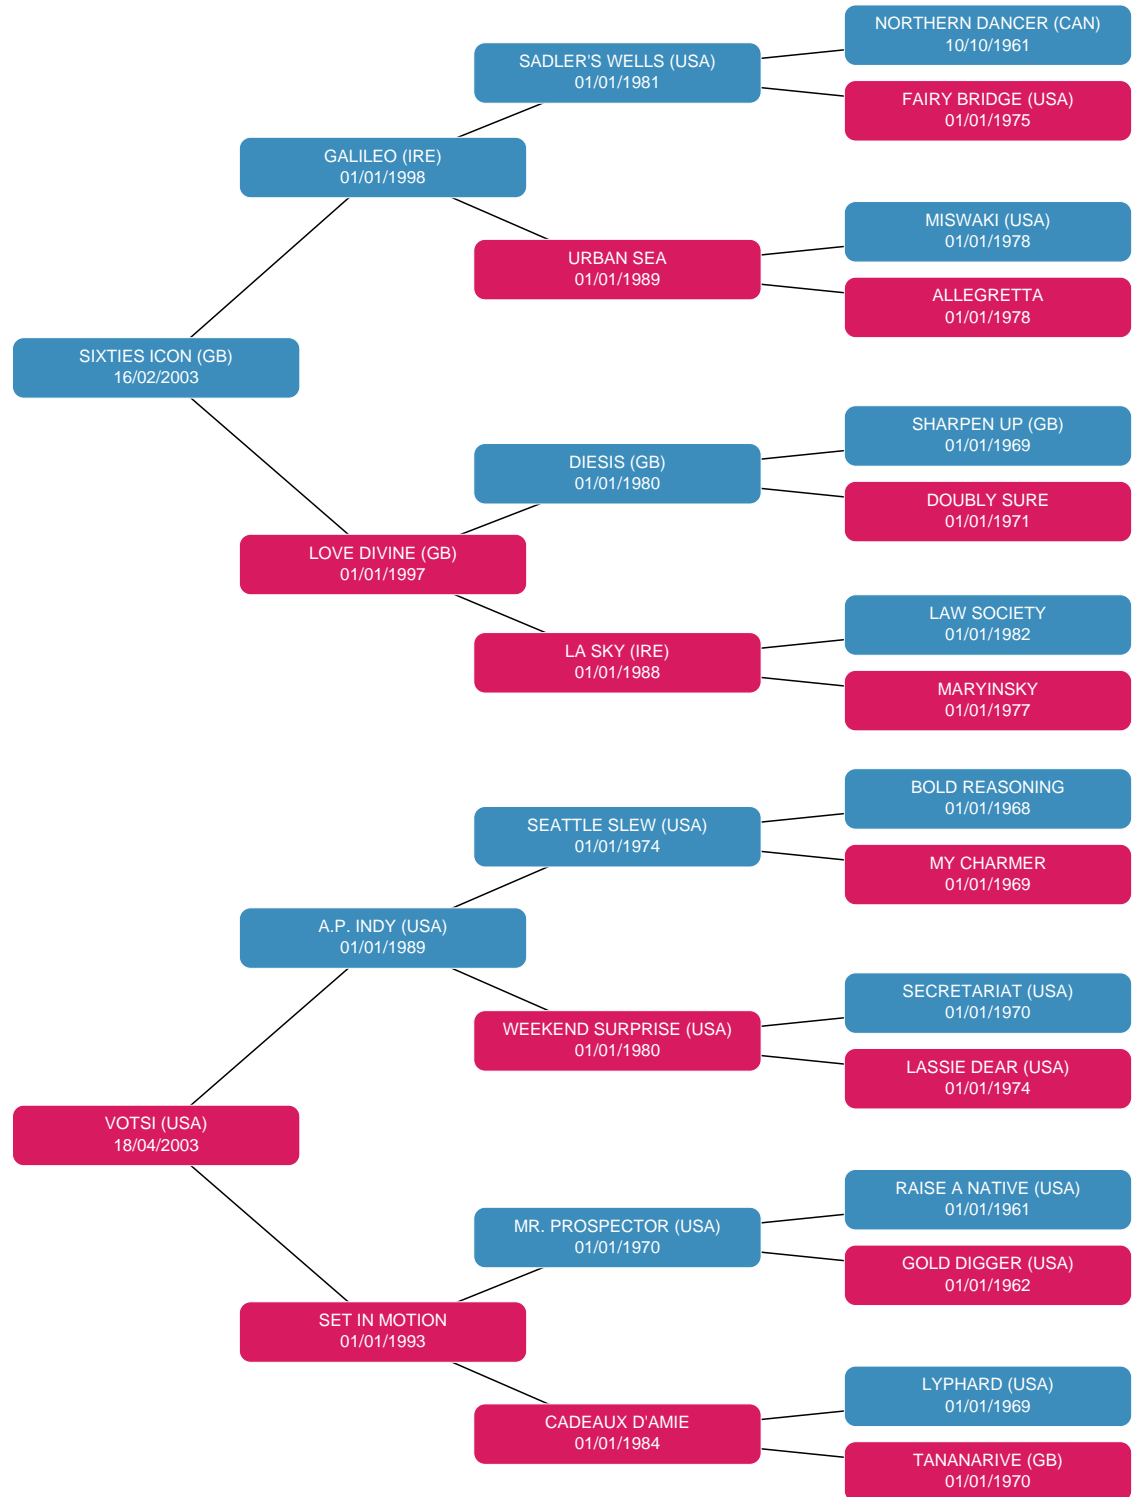 NORTHERN DANCER (CAN)
10/10/1961
SADLER'S WELLS (USA)
01/01/1981
FAIRY BRIDGE (USA)
01/01/1975
GALILEO (IRE)
01/01/1998
MISWAKI (USA)
01/01/1978
URBAN SEA
01/01/1989
ALLEGRETTA
01/01/1978
SIXTIES ICON (GB)
16/02/2003
SHARPEN UP (GB)
01/01/1969
DIESIS (GB)
01/01/1980
DOUBLY SURE
01/01/1971
LOVE DIVINE (GB)
01/01/1997
LAW SOCIETY
01/01/1982
LA SKY (IRE)
01/01/1988
MARYINSKY
01/01/1977
BOLD REASONING
01/01/1968
SEATTLE SLEW (USA)
01/01/1974
MY CHARMER
01/01/1969
A.P. INDY (USA)
01/01/1989
SECRETARIAT (USA)
01/01/1970
WEEKEND SURPRISE (USA)
01/01/1980
LASSIE DEAR (USA)
01/01/1974
VOTSI (USA)
18/04/2003
RAISE A NATIVE (USA)
01/01/1961
MR. PROSPECTOR (USA)
01/01/1970
GOLD DIGGER (USA)
01/01/1962
SET IN MOTION
01/01/1993
LYPHARD (USA)
01/01/1969
CADEAUX D'AMIE
01/01/1984
TANANARIVE (GB)
01/01/1970